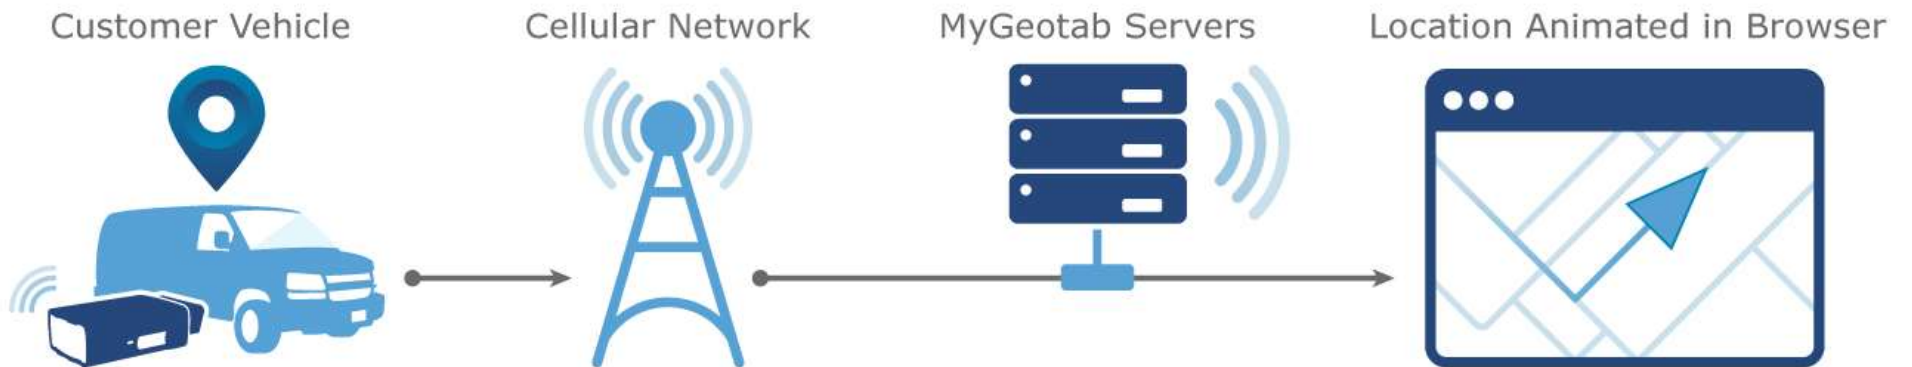 Customer Vehicle
Cellular Network
MyGeotab Servers
Location Animated in Browser